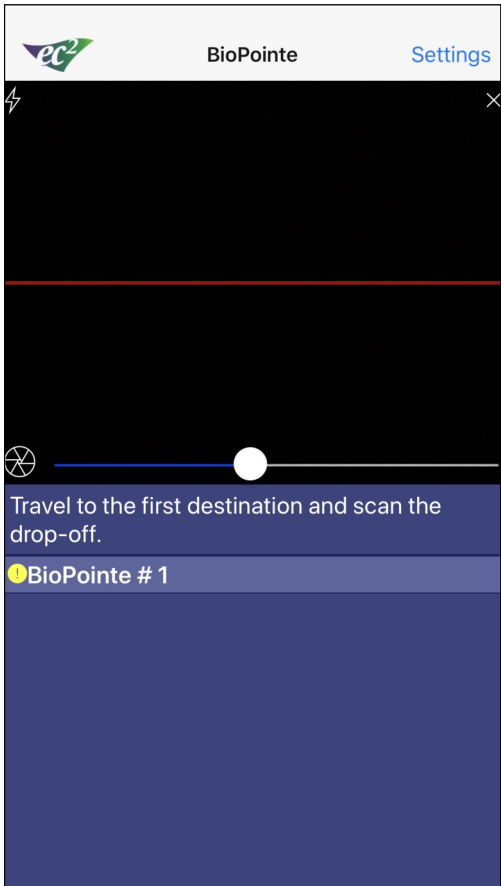 ec2
BioPointe
Settings
Travel to the first destination and scan the
drop-off.
!
BioPointe # 1